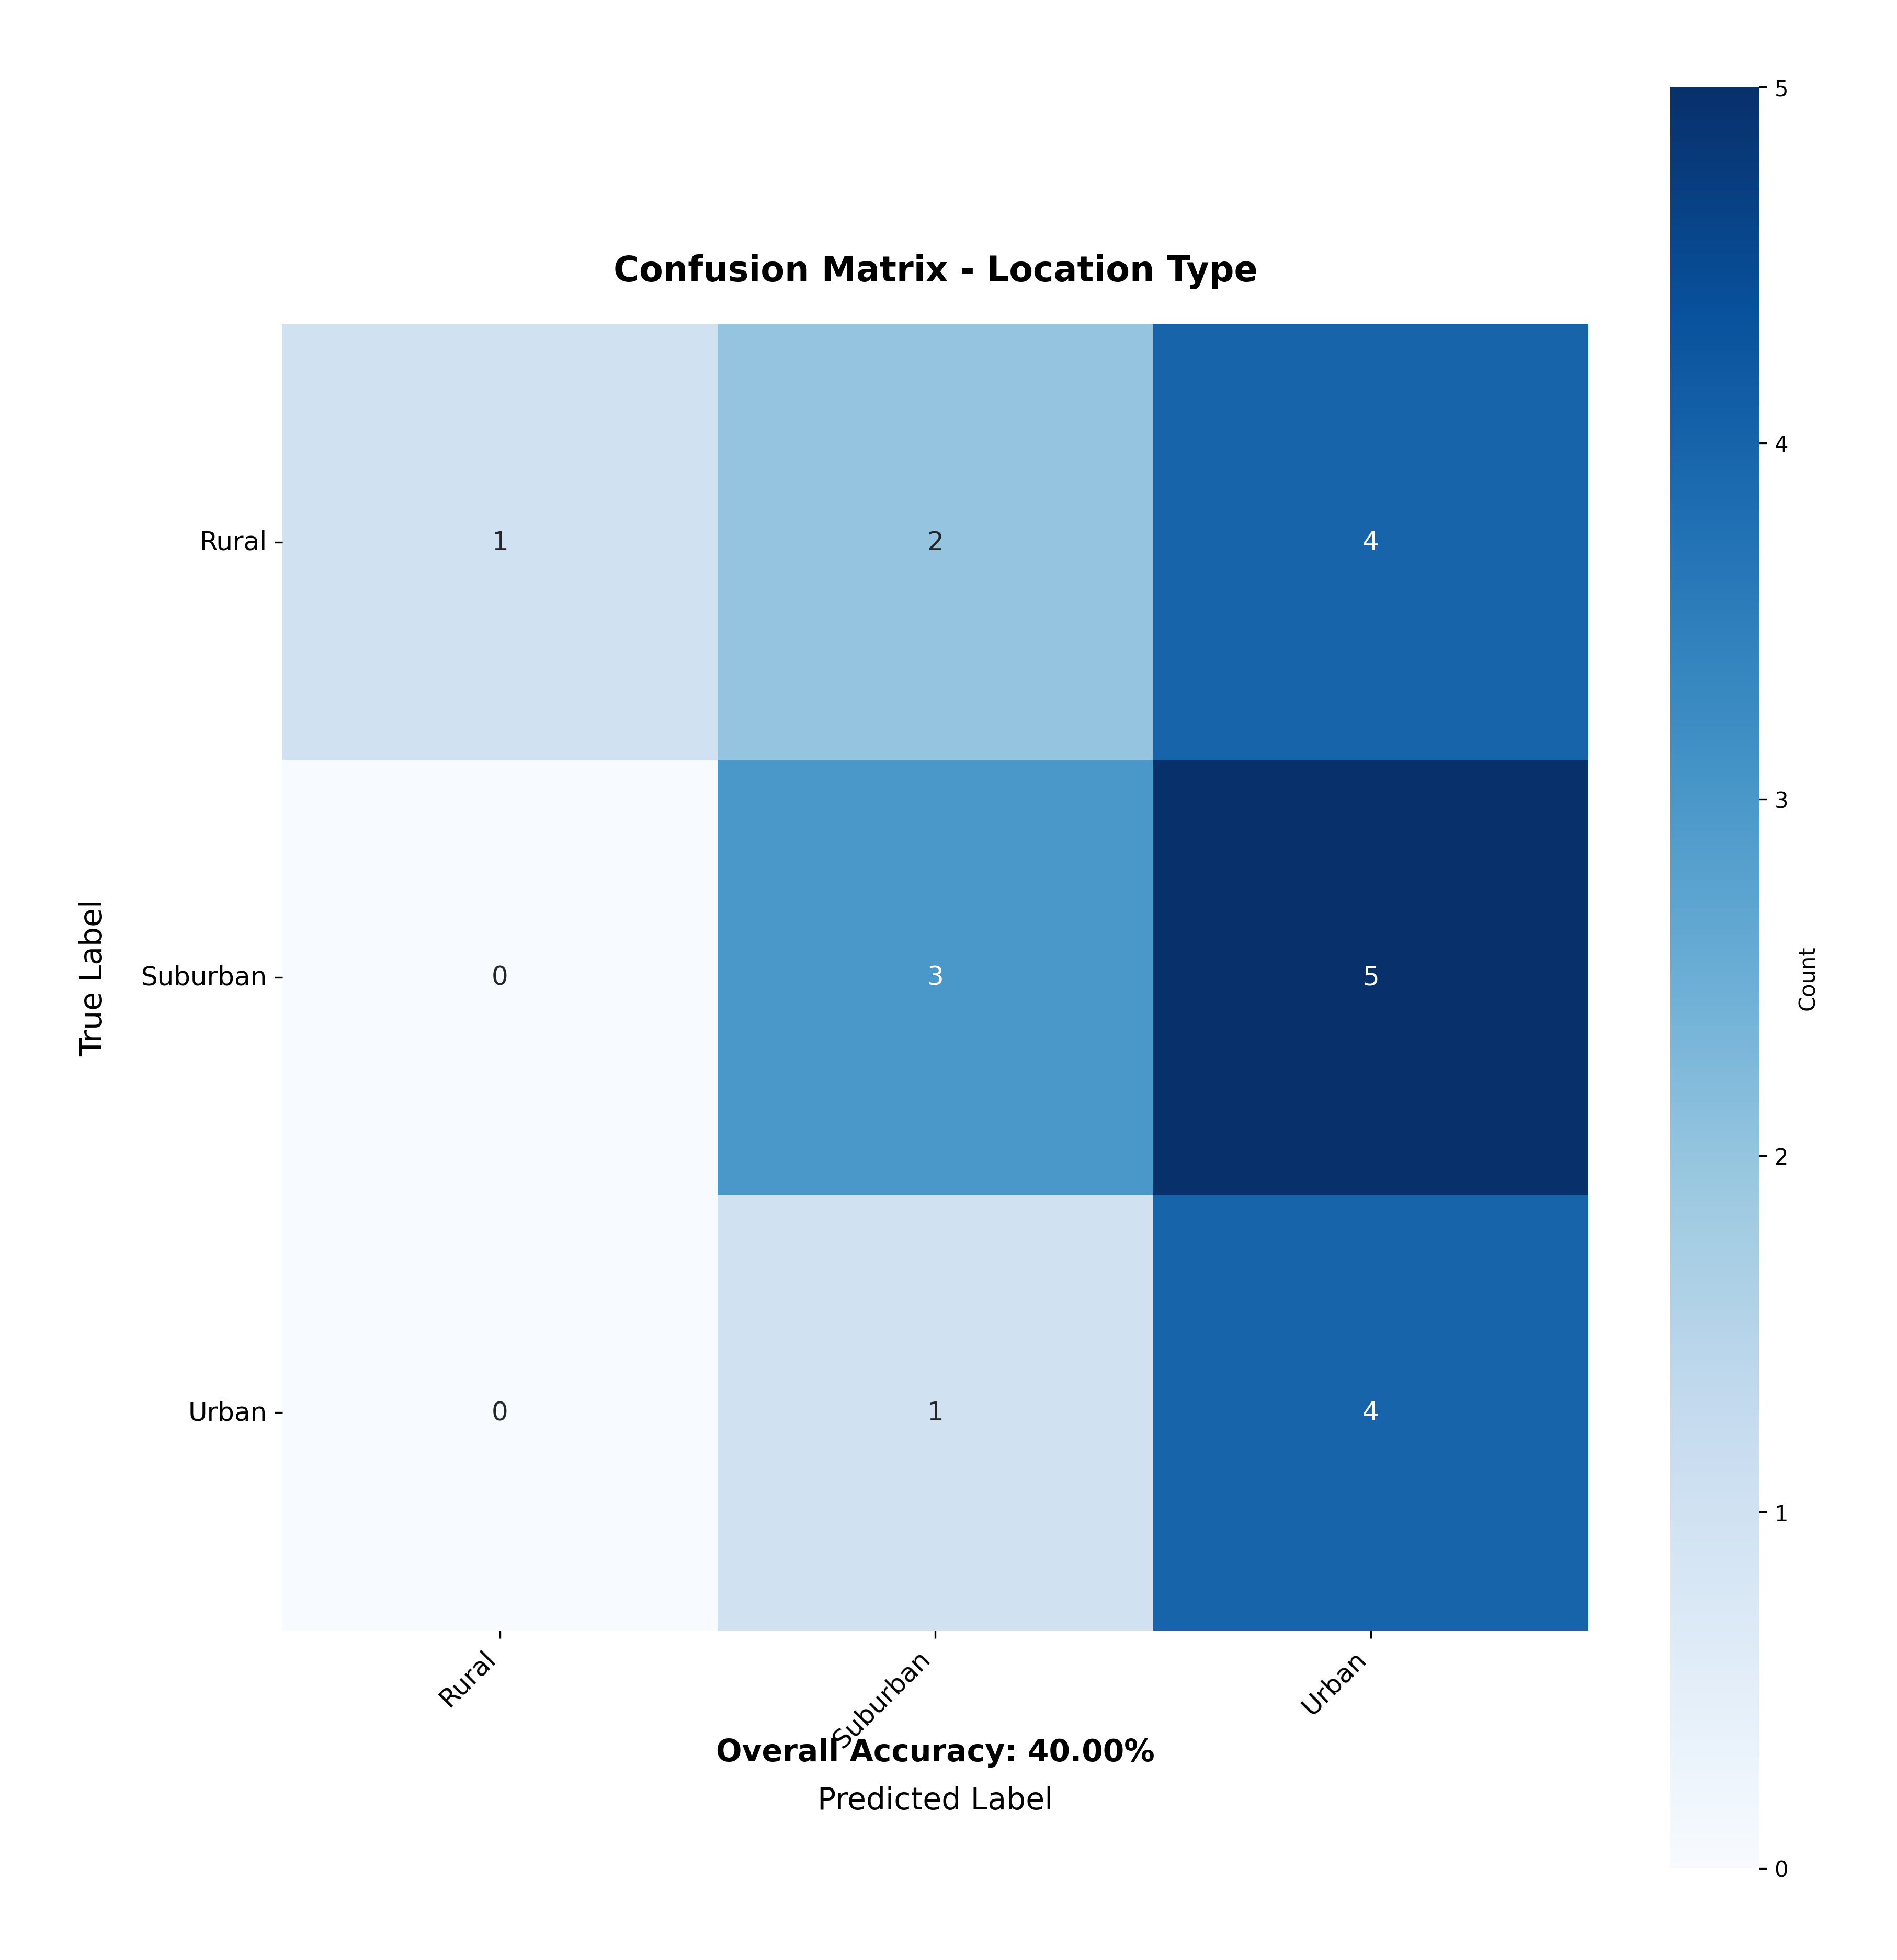 Confusion Matrix - Location Type
5
4
3
2
1
0
Count
True Label
Rural
1 2 4
Suburban
0 3 5
Urban
0 1 4
Rural Suburban Urban
Overall Accuracy: 40.00%
Predicted Label